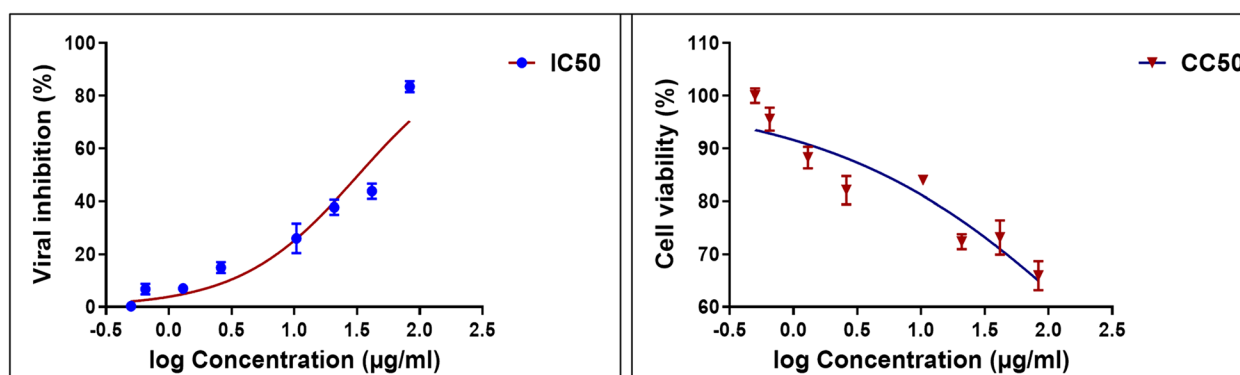 100
80
60
40
20
0
Viral inhibition (%)
-0.5 0.0 0.5 1.0 1.5 2.0 2.5
log Concentration (µg/ml)
IC50
110
100
90
80
70
60
Cell viability (%)
-0.5 0.0 0.5 1.0 1.5 2.0 2.5
log Concentration (µg/ml)
CC50